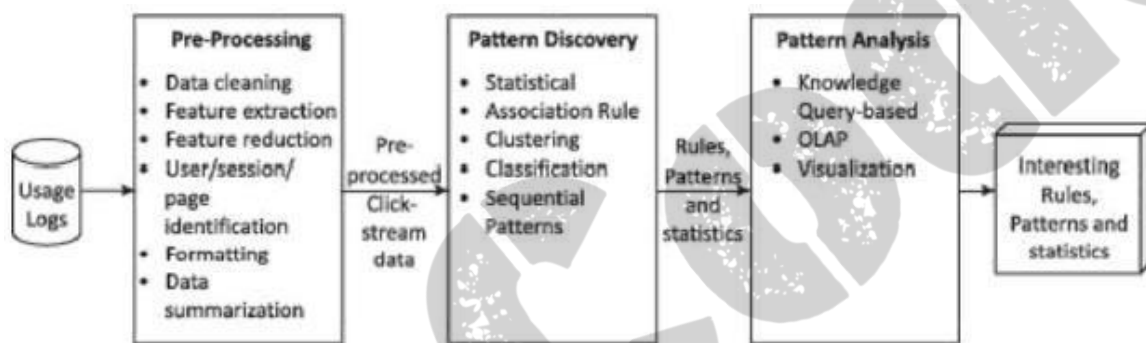 Usage
Logs
Pre-Processing
• Data cleaning
• Feature extraction
• Feature reduction
• User/session/
page
identification
• Formatting
• Data
summarization
Pre-
processed
Click-
stream
data
Pattern Discovery
• Statistical
• Association Rule
• Clustering
• Classification
• Sequential
Patterns
Rules,
Patterns
and
statistics
Pattern Analysis
• Knowledge
Query-based
• OLAP
• Visualization
Interesting
Rules,
Patterns and
statistics